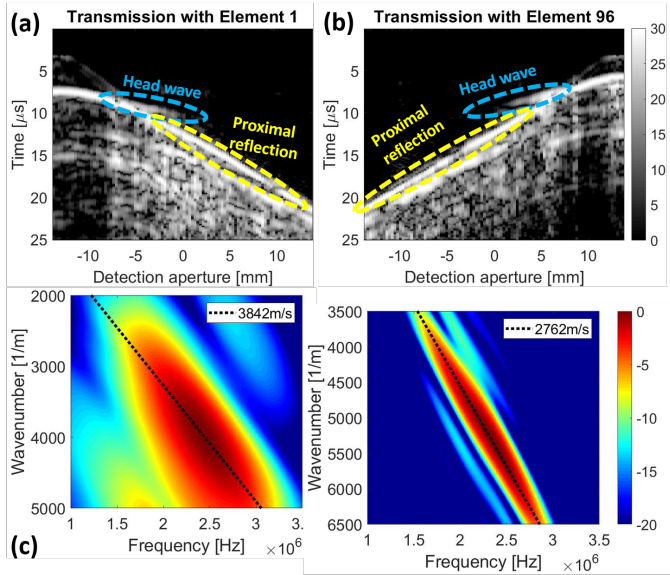 (a)
Transmission with Element 1
(b)
Transmission with Element 96
Head wave
Proximal
reflection
Time [μs]
5
10
15
20
25
-10
-5
0
5
10
Detection aperture [mm]
Head wave
Proximal
reflection
Time [μs]
5
10
15
20
25
-10
-5
0
5
10
Detection aperture [mm]
30
25
20
15
10
5
0
3842m/s
Wavenumber [1/m]
2000
3000
4000
5000
1
1.5
2
2.5
3
3.
Frequency [Hz]
×10⁶
2762m/s
Wavenumber [1/m]
3500
4000
4500
5000
5500
6000
6500
1
1.5
2
2.5
3
3.5
Frequency [Hz]
×10⁶
0
-5
-10
-15
-20
(c)